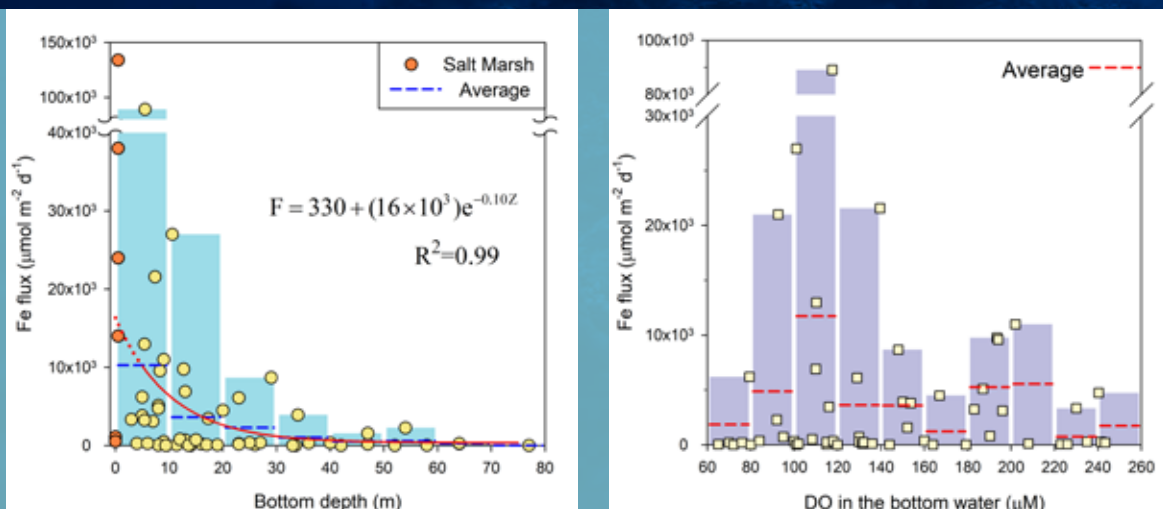 150x10³
100x10³
40x10³
30x10³
20x10³
10x10³
0
Fe flux (μmol m⁻² d⁻¹)
Salt Marsh
Average
F = 330 + (16×10³)e⁻⁰·¹⁰ᶻ
R²=0.99
0 10 20 30 40 50 60 70 80
Bottom depth (m)
100x10³
80x10³
30x10³
20x10³
10x10³
0
Fe flux (μmol m⁻² d⁻¹)
Average
60 80 100 120 140 160 180 200 220 240 260
DO in the bottom water (μM)